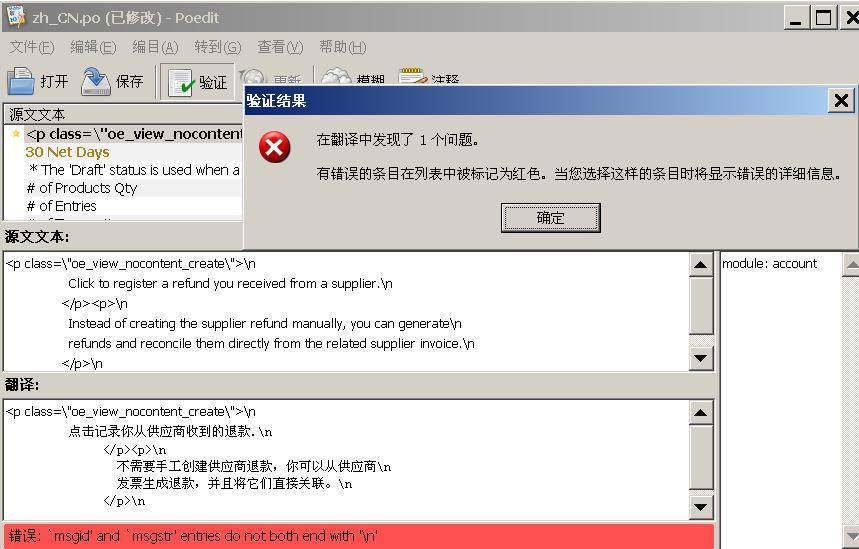 zh_CN.po (已修改) - Poedit
文件(F) 编辑(E) 编目(A) 转到(G) 查看(V) 帮助(H)
打开 保存 验证 更新 模糊 注释
源文文本
<p class=\"oe_view_nocontent
30 Net Days
* The 'Draft' status is used when a
# of Products Qty
# of Entries
验证结果
在翻译中发现了 1 个问题。
有错误的条目在列表中被标记为红色。当您选择这样的条目时将显示错误的详细信息。
确定
源文文本:
<p class=\"oe_view_nocontent_create\">\n
Click to register a refund you received from a supplier.\n
</p><p>\n
Instead of creating the supplier refund manually, you can generate\n
refunds and reconcile them directly from the related supplier invoice.\n
</p>\n
module: account
翻译:
<p class=\"oe_view_nocontent_create\">\n
点击记录你从供应商收到的退款.\n
</p><p>\n
不需要手工创建供应商退款，你可以从供应商\n
发票生成退款，并且将它们直接关联。\n
</p>\n
错误: `msgid' and `msgstr' entries do not both end with '\n'